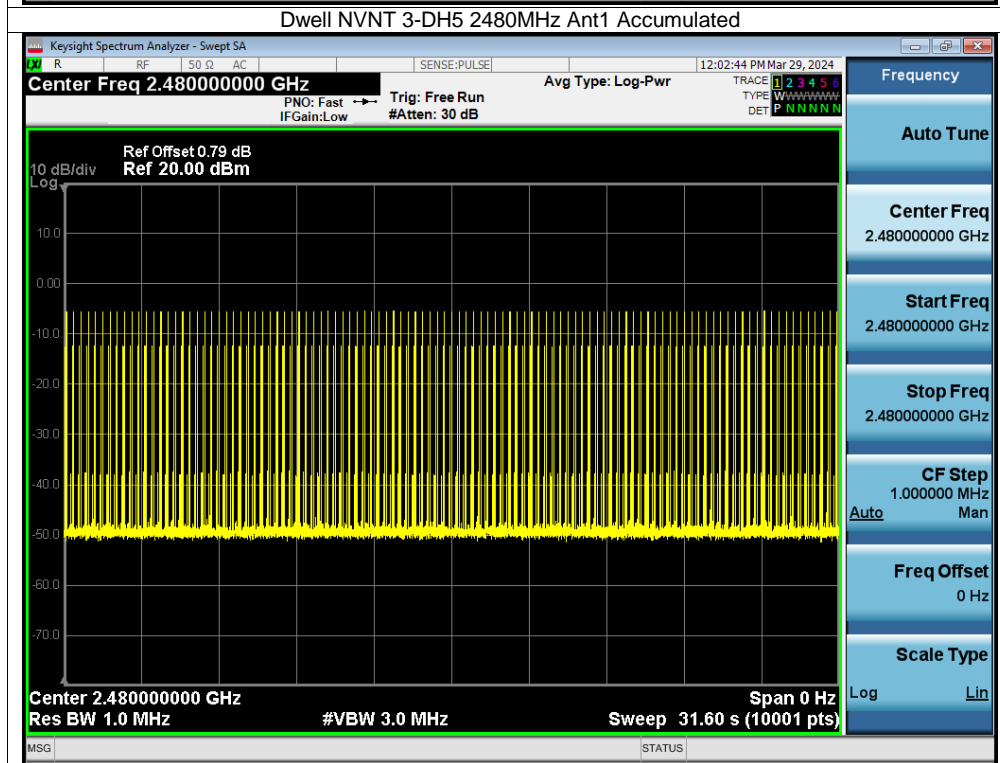 Dwell NVNT 3-DH5 2480MHz Ant1 Accumulated
Keysight Spectrum Analyzer - Swept SA
LXI R RF 50 Ω AC SENSE:PULSE 12:02:44 PM Mar 29, 2024
Center Freq 2.480000000 GHz
PNO: Fast
IFGain:Low
Trig: Free Run
#Atten: 30 dB
Avg Type: Log-Pwr
TRACE 1 2 3 4 5 6
TYPE WWWWWW
DET P N N N N N
Frequency
Ref Offset 0.79 dB
10 dB/div Ref 20.00 dBm
Log
10.0
0.00
-10.0
-20.0
-30.0
-40.0
-50.0
-60.0
-70.0
Center 2.480000000 GHz Span 0 Hz
Res BW 1.0 MHz #VBW 3.0 MHz Sweep 31.60 s (10001 pts)
Auto Tune
Center Freq
2.480000000 GHz
Start Freq
2.480000000 GHz
Stop Freq
2.480000000 GHz
CF Step
1.000000 MHz
Auto Man
Freq Offset
0 Hz
Scale Type
Log Lin
MSG STATUS